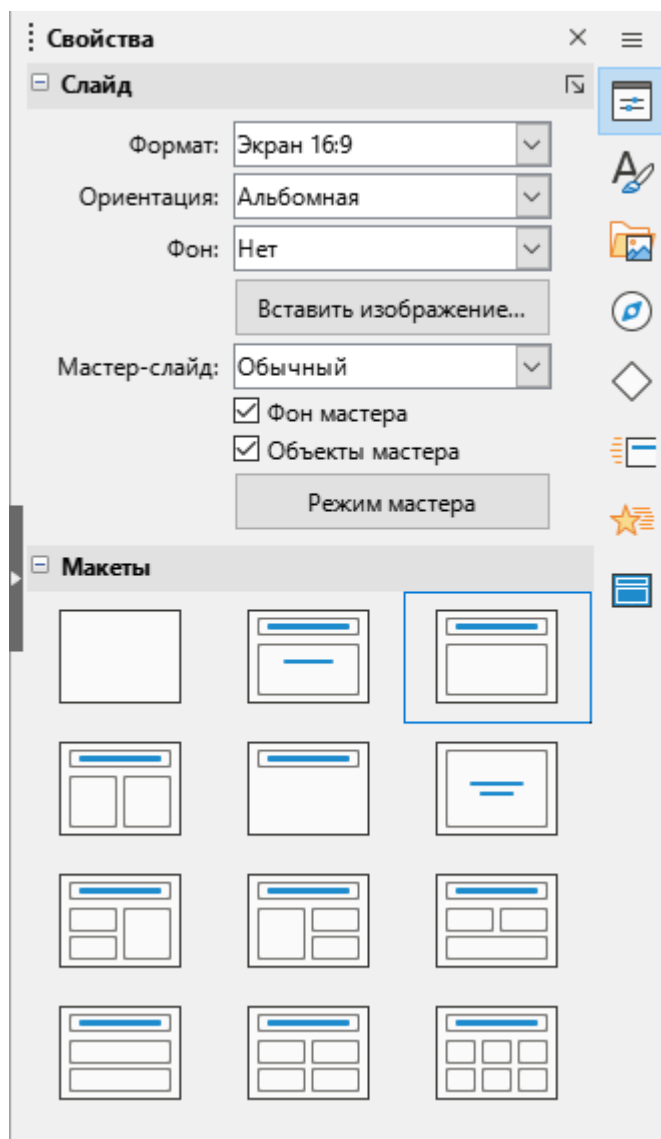 Свойства
Слайд
Формат: Экран 16:9
Ориентация: Альбомная
Фон: Нет
Вставить изображение...
Мастер-слайд: Обычный
Фон мастера
Объекты мастера
Режим мастера
Макеты